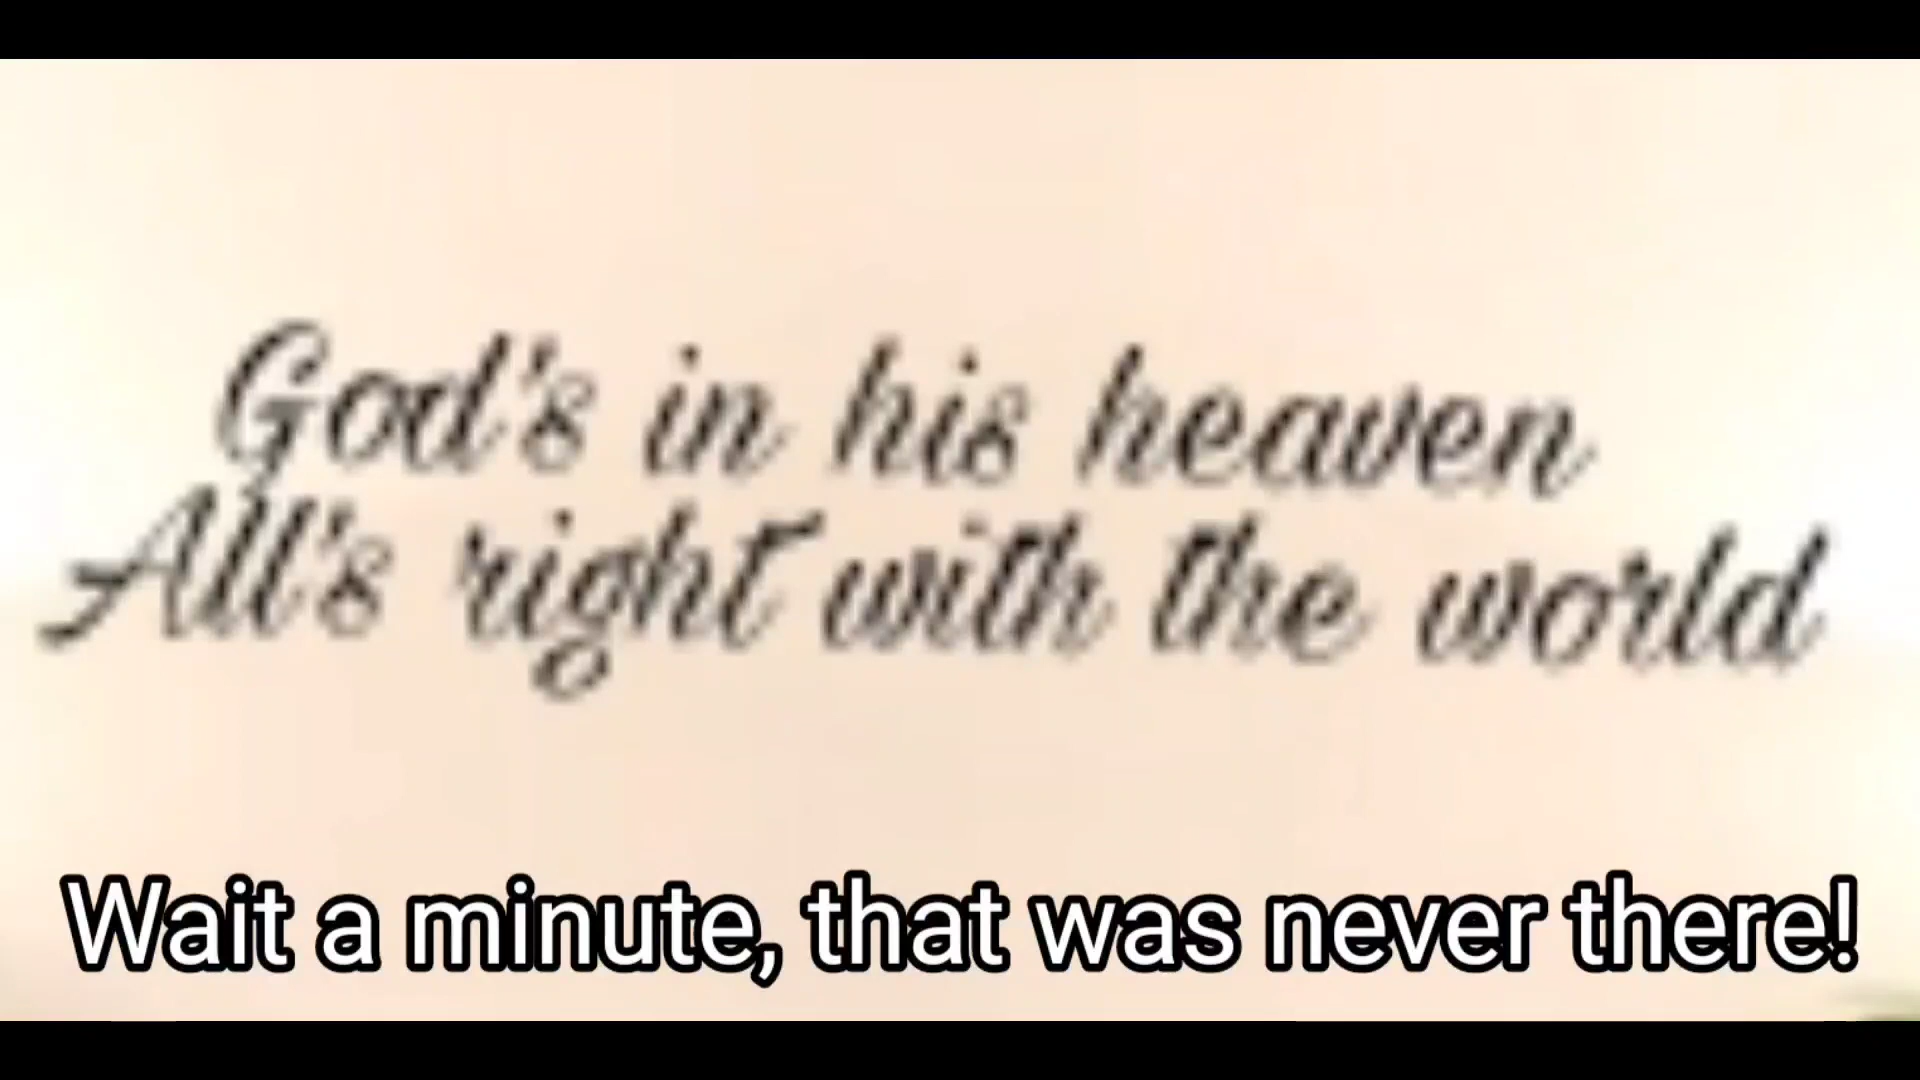 God's in his heaven
All's right with the world
Wait a minute, that was never there!